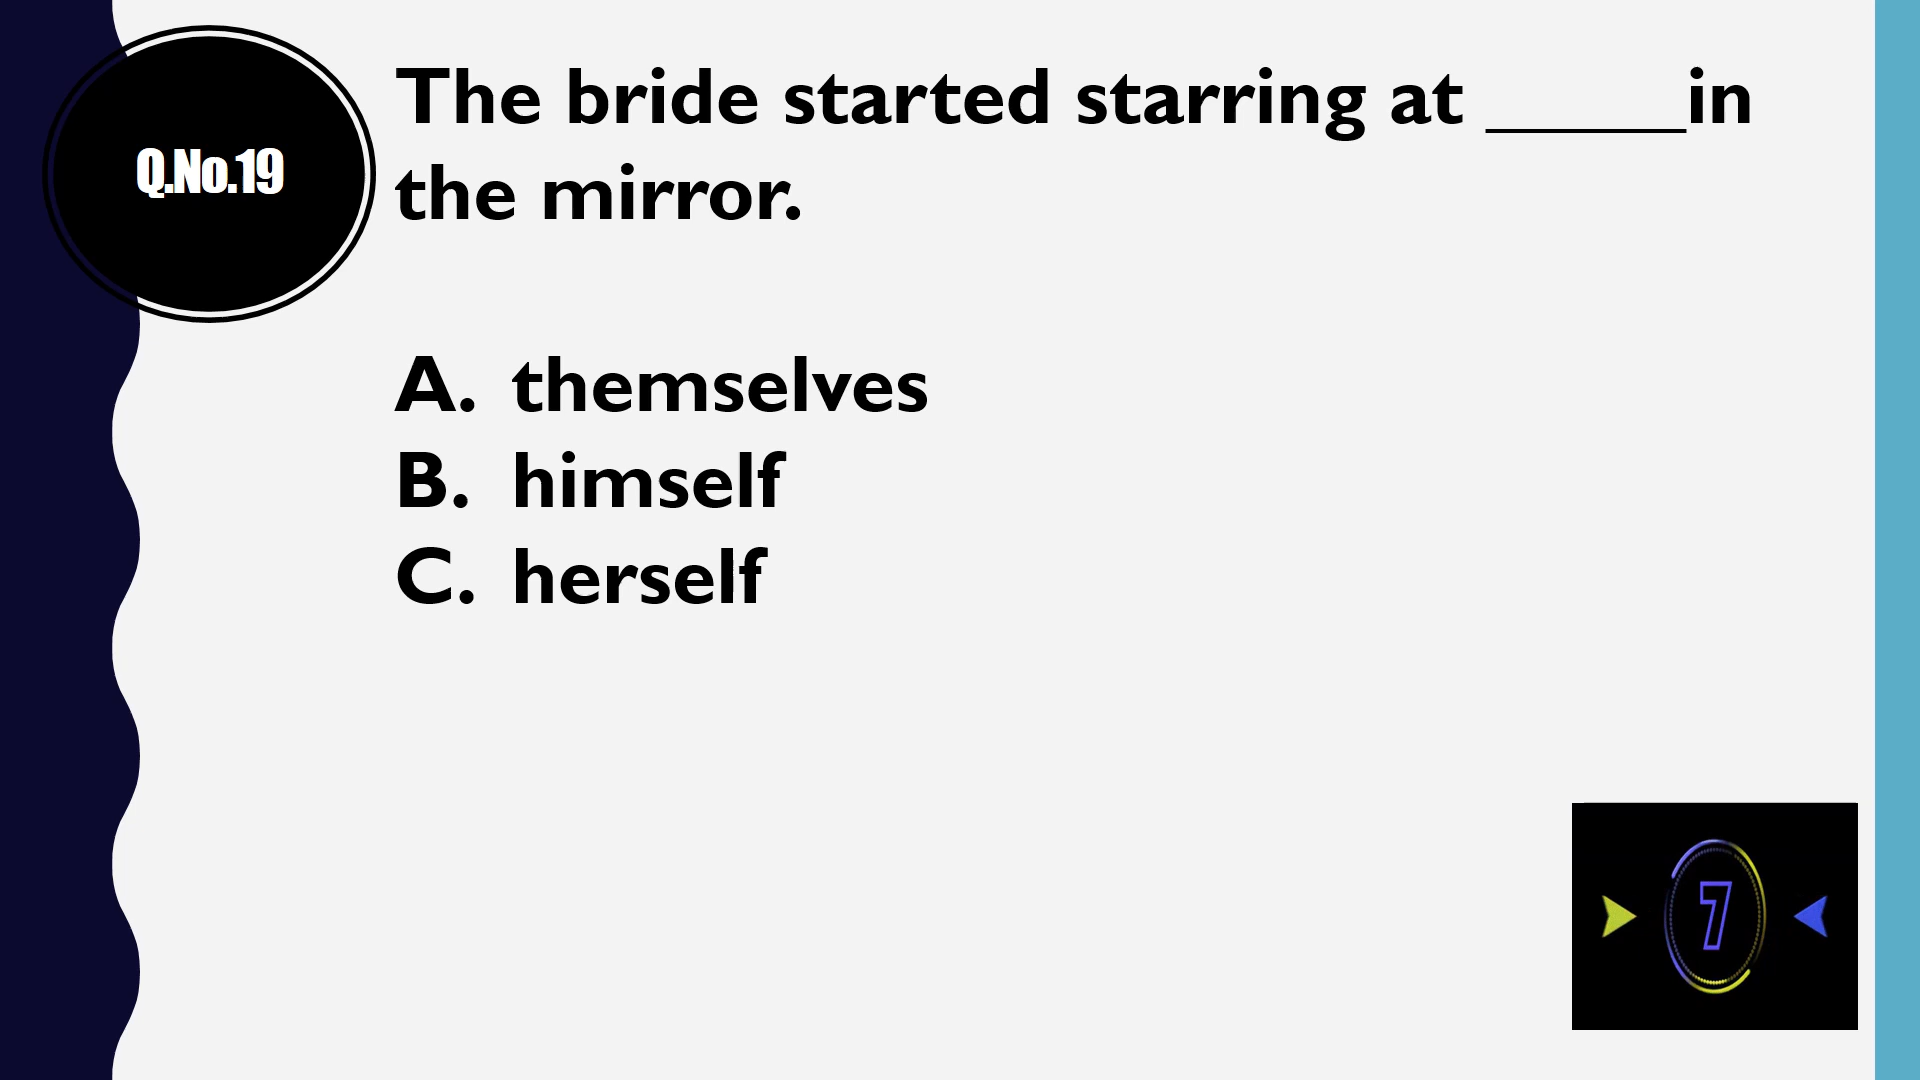 Q.No.19
The bride started starring at _____in
the mirror.
A. themselves
B. himself
C. herself
7